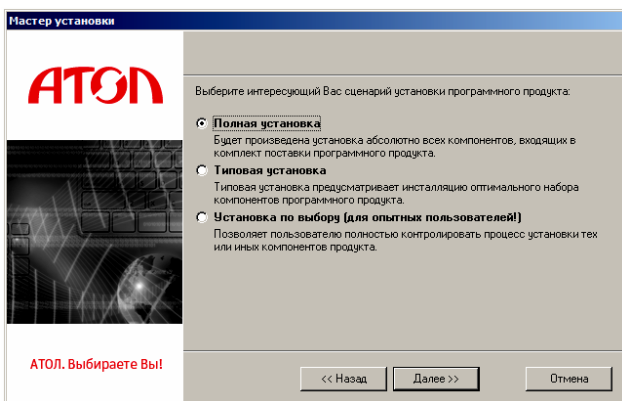 Мастер установки
АТОЛ
Выберите интересующий Вас сценарий установки программного продукта:
Полная установка
Будет произведена установка абсолютно всех компонентов, входящих в
комплект поставки программного продукта.
Типовая установка
Типовая установка предусматривает инсталляцию оптимального набора
компонентов программного продукта.
Установка по выбору (для опытных пользователей!)
Позволяет пользователю полностью контролировать процесс установки тех
или иных компонентов продукта.
АТОЛ. Выбираете Вы!
<< Назад
Далее >>
Отмена